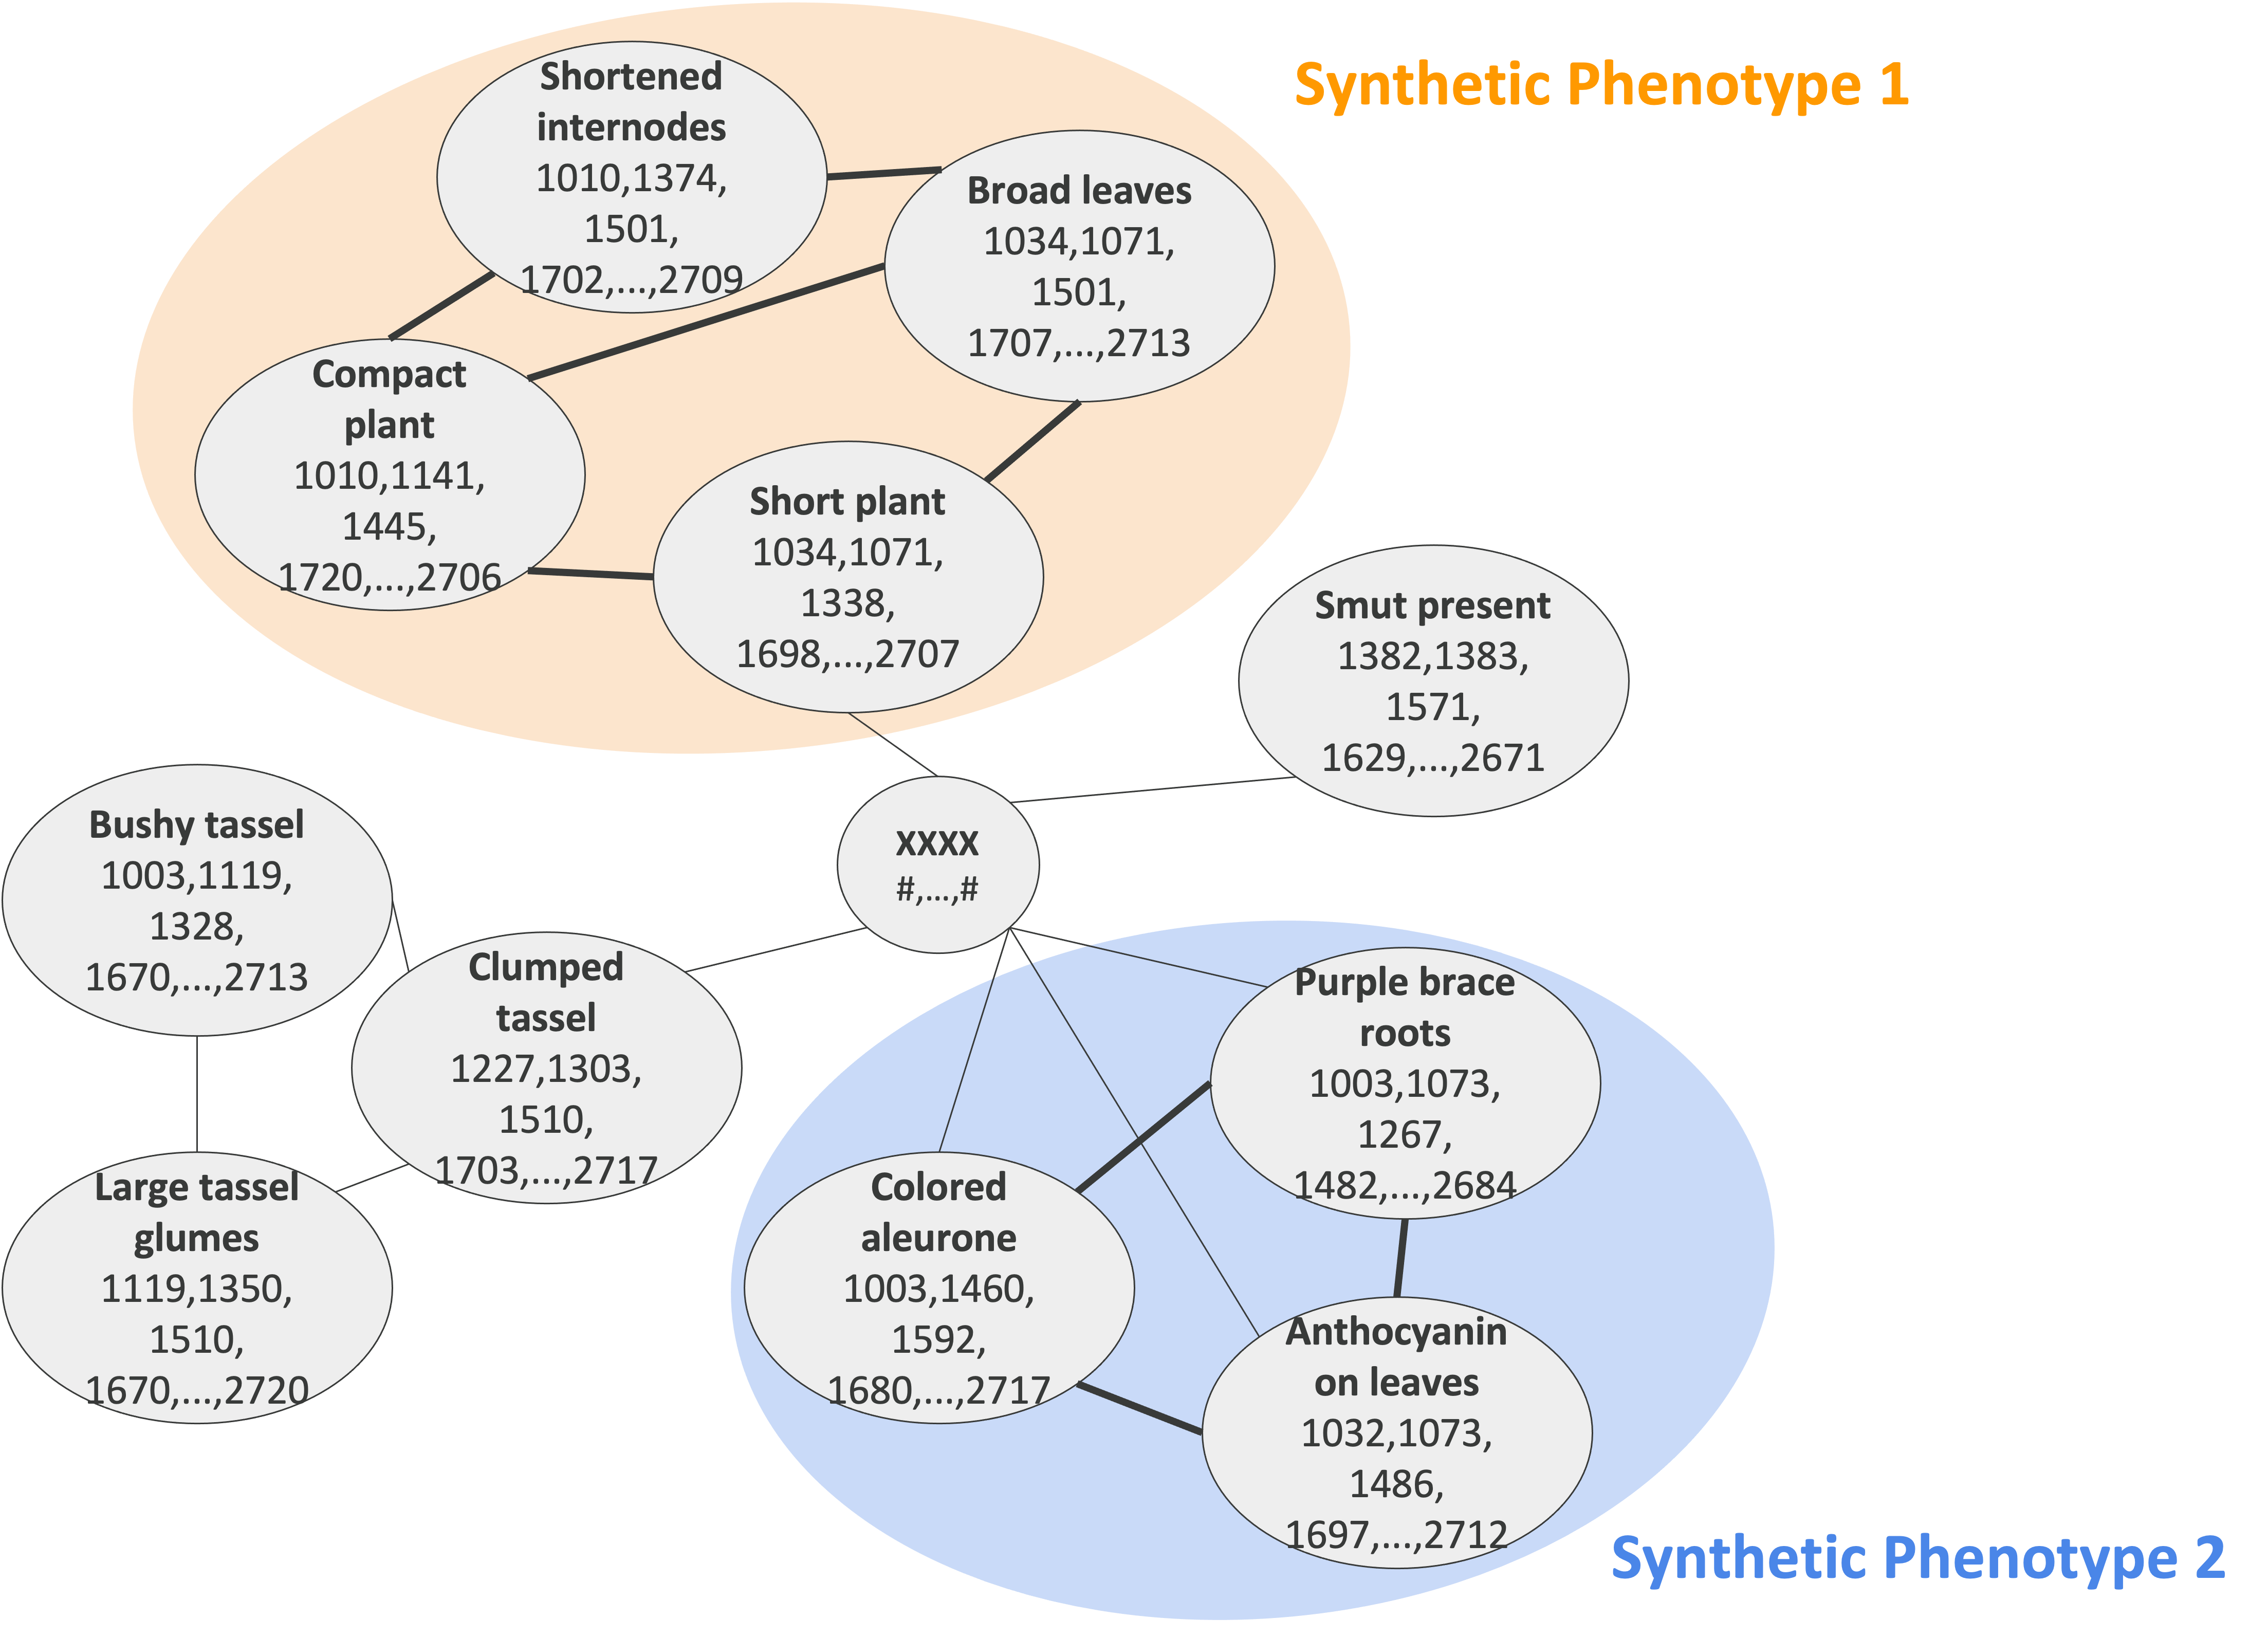 Synthetic Phenotype 1
Shortened
internodes
1010,1374,
1501,
1702,...,2709
Broad leaves
1034,1071,
1501,
1707,...,2713
Compact
plant
1010,1141,
1445,
1720,...,2706
Short plant
1034,1071,
1338,
1698,...,2707
Smut present
1382,1383,
1571,
1629,...,2671
xxxx
#,...,#
Bushy tassel
1003,1119,
1328,
1670,...,2713
Clumped
tassel
1227,1303,
1510,
1703,...,2717
Large tassel
glumes
1119,1350,
1510,
1670,...,2720
Purple brace
roots
1003,1073,
1267,
1482,...,2684
Colored
aleurone
1003,1460,
1592,
1680,...,2717
Anthocyanin
on leaves
1032,1073,
1486,
1697,...,2712
Synthetic Phenotype 2